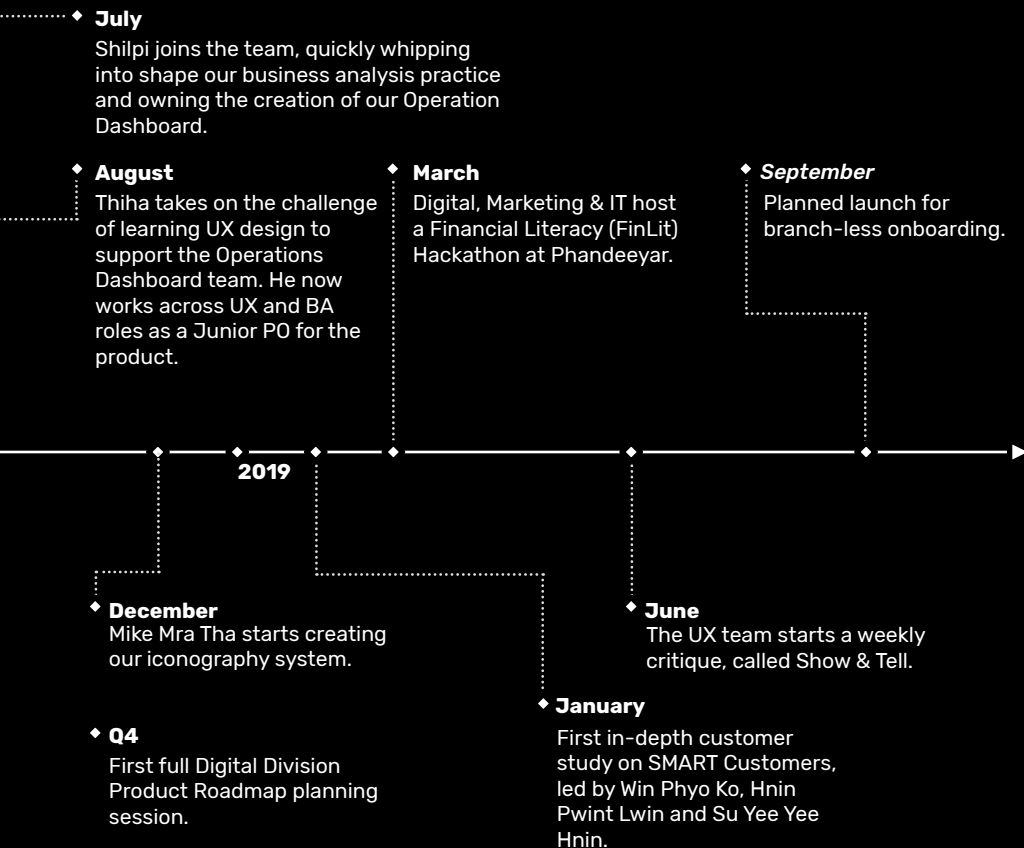 July
Shilpi joins the team, quickly whipping
into shape our business analysis practice
and owning the creation of our Operation
Dashboard.
August
Thiha takes on the challenge
of learning UX design to
support the Operations
Dashboard team. He now
works across UX and BA
roles as a Junior PO for the
product.
March
Digital, Marketing & IT host
a Financial Literacy (FinLit)
Hackathon at Phandeeyar.
September
Planned launch for
branch-less onboarding.
2019
December
Mike Mra Tha starts creating
our iconography system.
Q4
First full Digital Division
Product Roadmap planning
session.
January
First in-depth customer
study on SMART Customers,
led by Win Phyo Ko, Hnin
Pwint Lwin and Su Yee Yee
Hnin.
June
The UX team starts a weekly
critique, called Show & Tell.